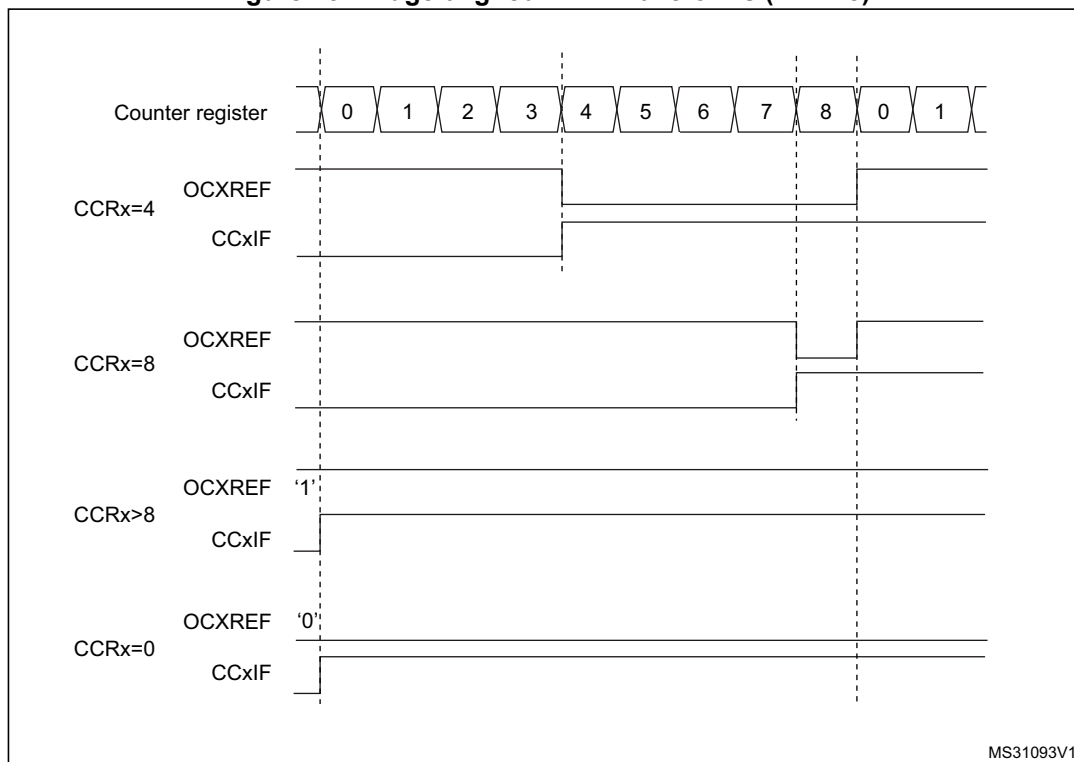 Counter register 0 1 2 3 4 5 6 7 8 0 1
OCXREF
CCRx=4
CCxIF
OCXREF
CCRx=8
CCxIF
OCXREF '1'
CCRx>8
CCxIF
OCXREF '0'
CCRx=0
CCxIF
MS31093V1